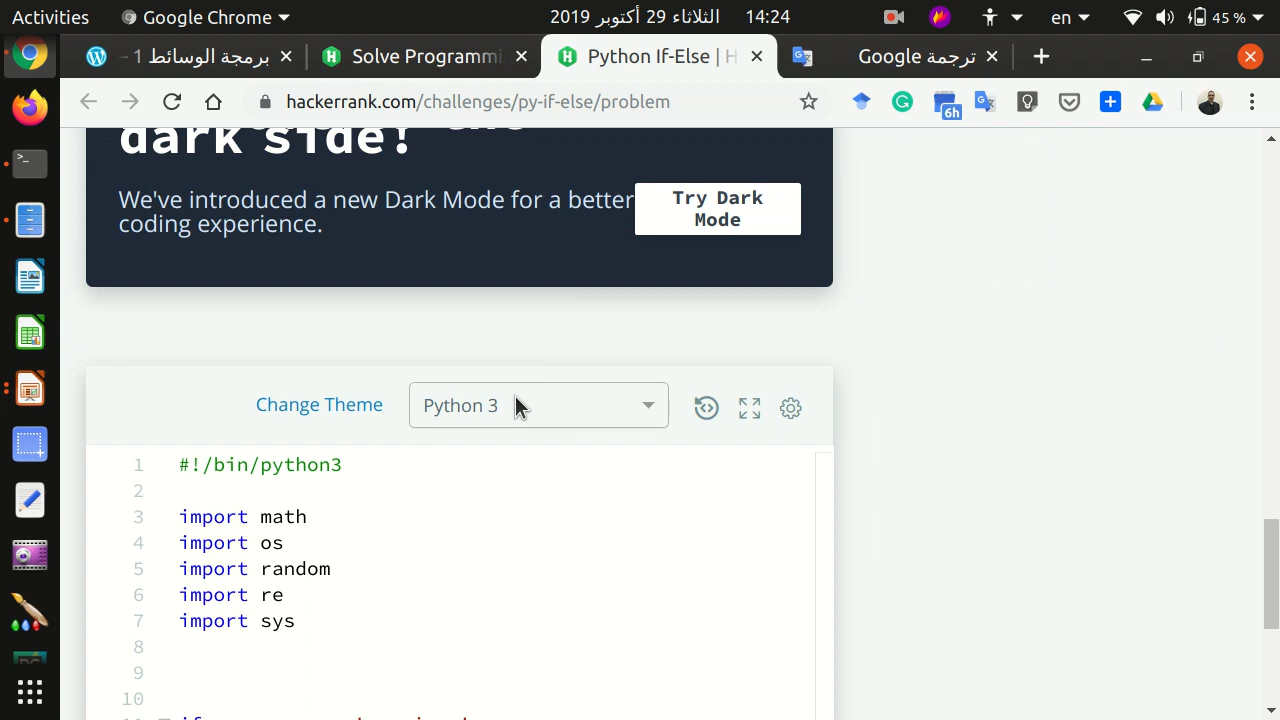 Activities
Google Chrome
الثلاثاء 29 أكتوبر 2019 14:24
en
45 %
برمجة الوسائط 1 -
Solve Programmi
Python If-Else | H
ترجمة Google
hackerrank.com/challenges/py-if-else/problem
6h
dark side!
We've introduced a new Dark Mode for a better
coding experience.
Try Dark
Mode
Change Theme
Python 3
1 #!/bin/python3
2
3 import math
4 import os
5 import random
6 import re
7 import sys
8
9
10